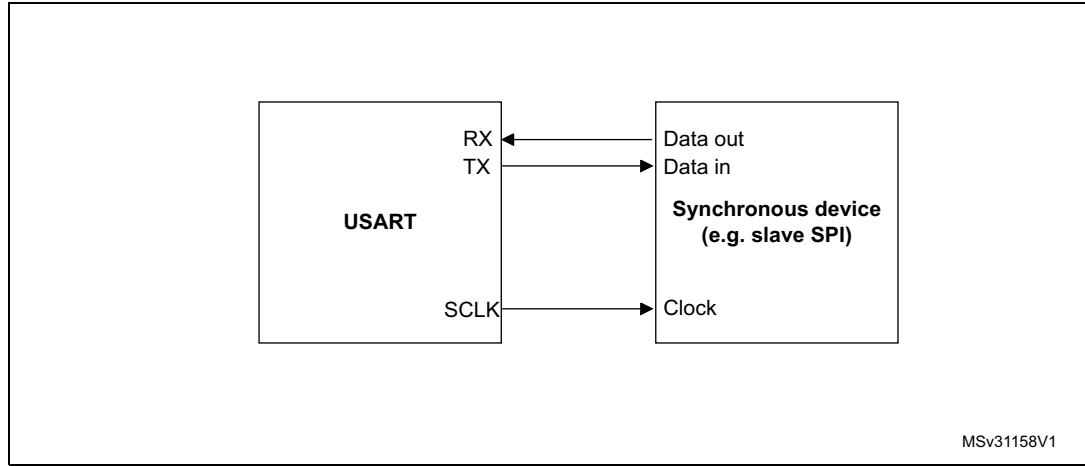 RX
Data out
TX
Data in
USART
Synchronous device
(e.g. slave SPI)
SCLK
Clock
MSv31158V1